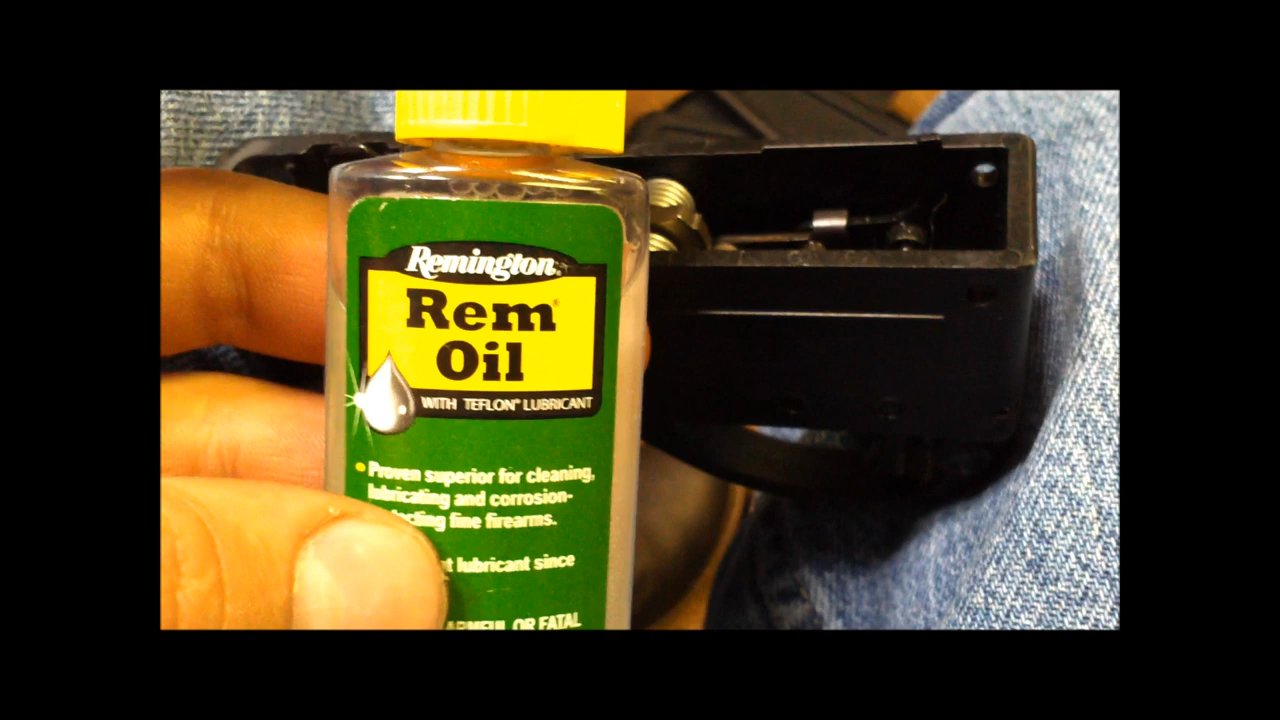 Remington
Rem
Oil
WITH TEFLON® LUBRICANT
• Proven superior for cleaning,
lubricating and corrosion-
fine firearms.
lubricant since
OR FATAL